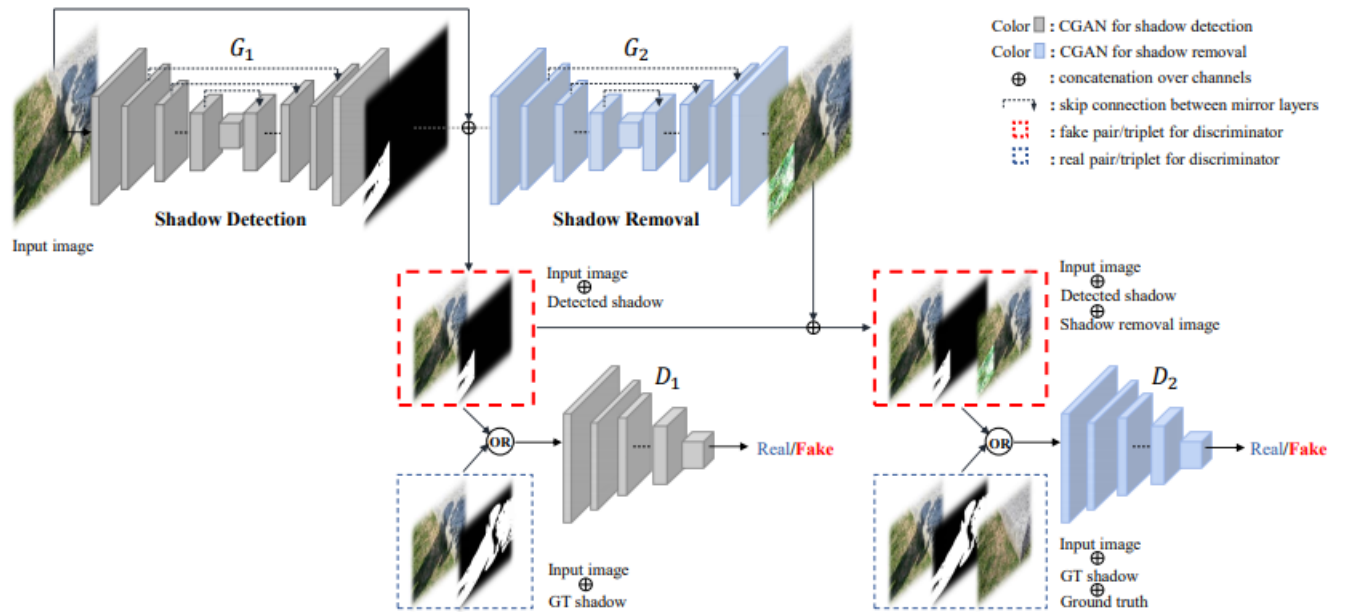 G₁
G₂
Color : CGAN for shadow detection
Color : CGAN for shadow removal
⊕ : concatenation over channels
: skip connection between mirror layers
: fake pair/triplet for discriminator
: real pair/triplet for discriminator
⊕
Shadow Detection
Shadow Removal
Input image
Input image
⊕
Detected shadow
Input image
⊕
Detected shadow
⊕
Shadow removal image
⊕
D₁
D₂
OR
Real/Fake
OR
Real/Fake
Input image
⊕
GT shadow
Input image
⊕
GT shadow
⊕
Ground truth